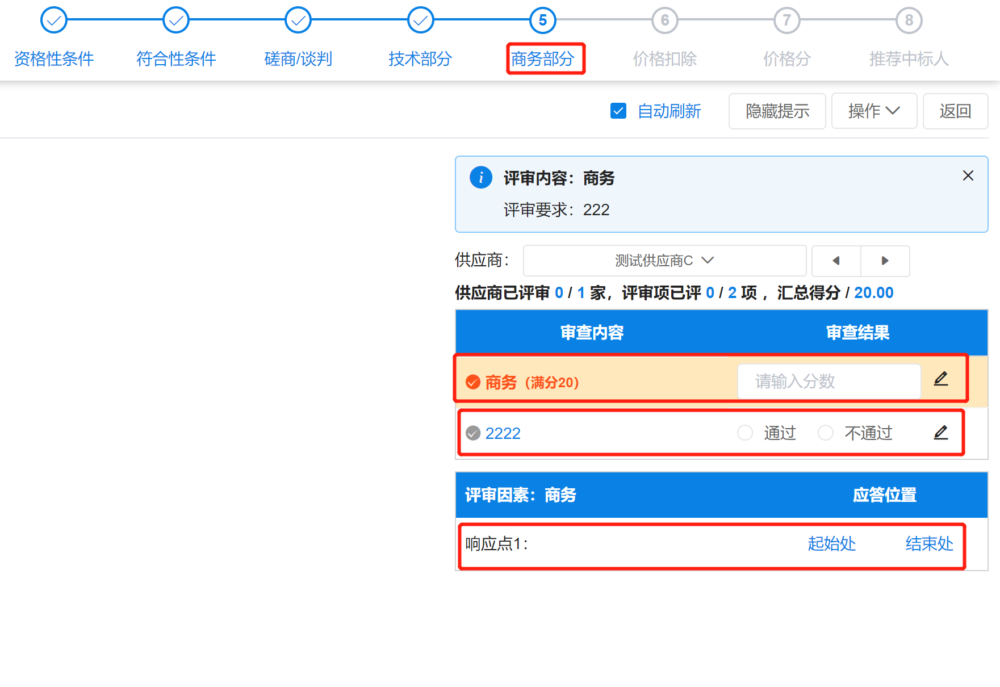 5 6 7 8
资格性条件 符合性条件 磋商/谈判 技术部分 商务部分 价格扣除 价格分 推荐中标人
自动刷新 隐藏提示 操作 返回
评审内容：商务
评审要求：222
供应商： 测试供应商C
供应商已评审 0 / 1 家，评审项已评 0 / 2 项 ，汇总得分 / 20.00
审查内容 审查结果
商务（满分20） 请输入分数
2222 通过 不通过
评审因素：商务 应答位置
响应点1： 起始处 结束处